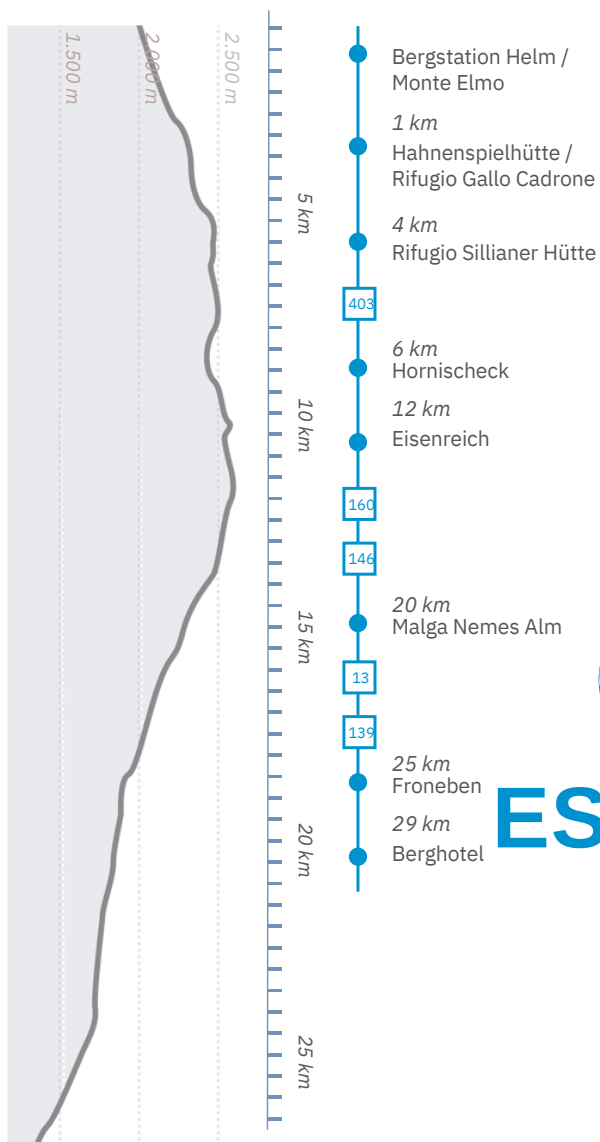 1.500 m
2.000 m
2.500 m
5 km
10 km
15 km
20 km
25 km
Bergstation Helm /
Monte Elmo
1 km
Hahnenspielhütte /
Rifugio Gallo Cadrone
4 km
Rifugio Sillianer Hütte
403
6 km
Hornischeck
12 km
Eisenreich
160
146
20 km
Malga Nemes Alm
13
139
25 km
Froneben
29 km
Berghotel
ES